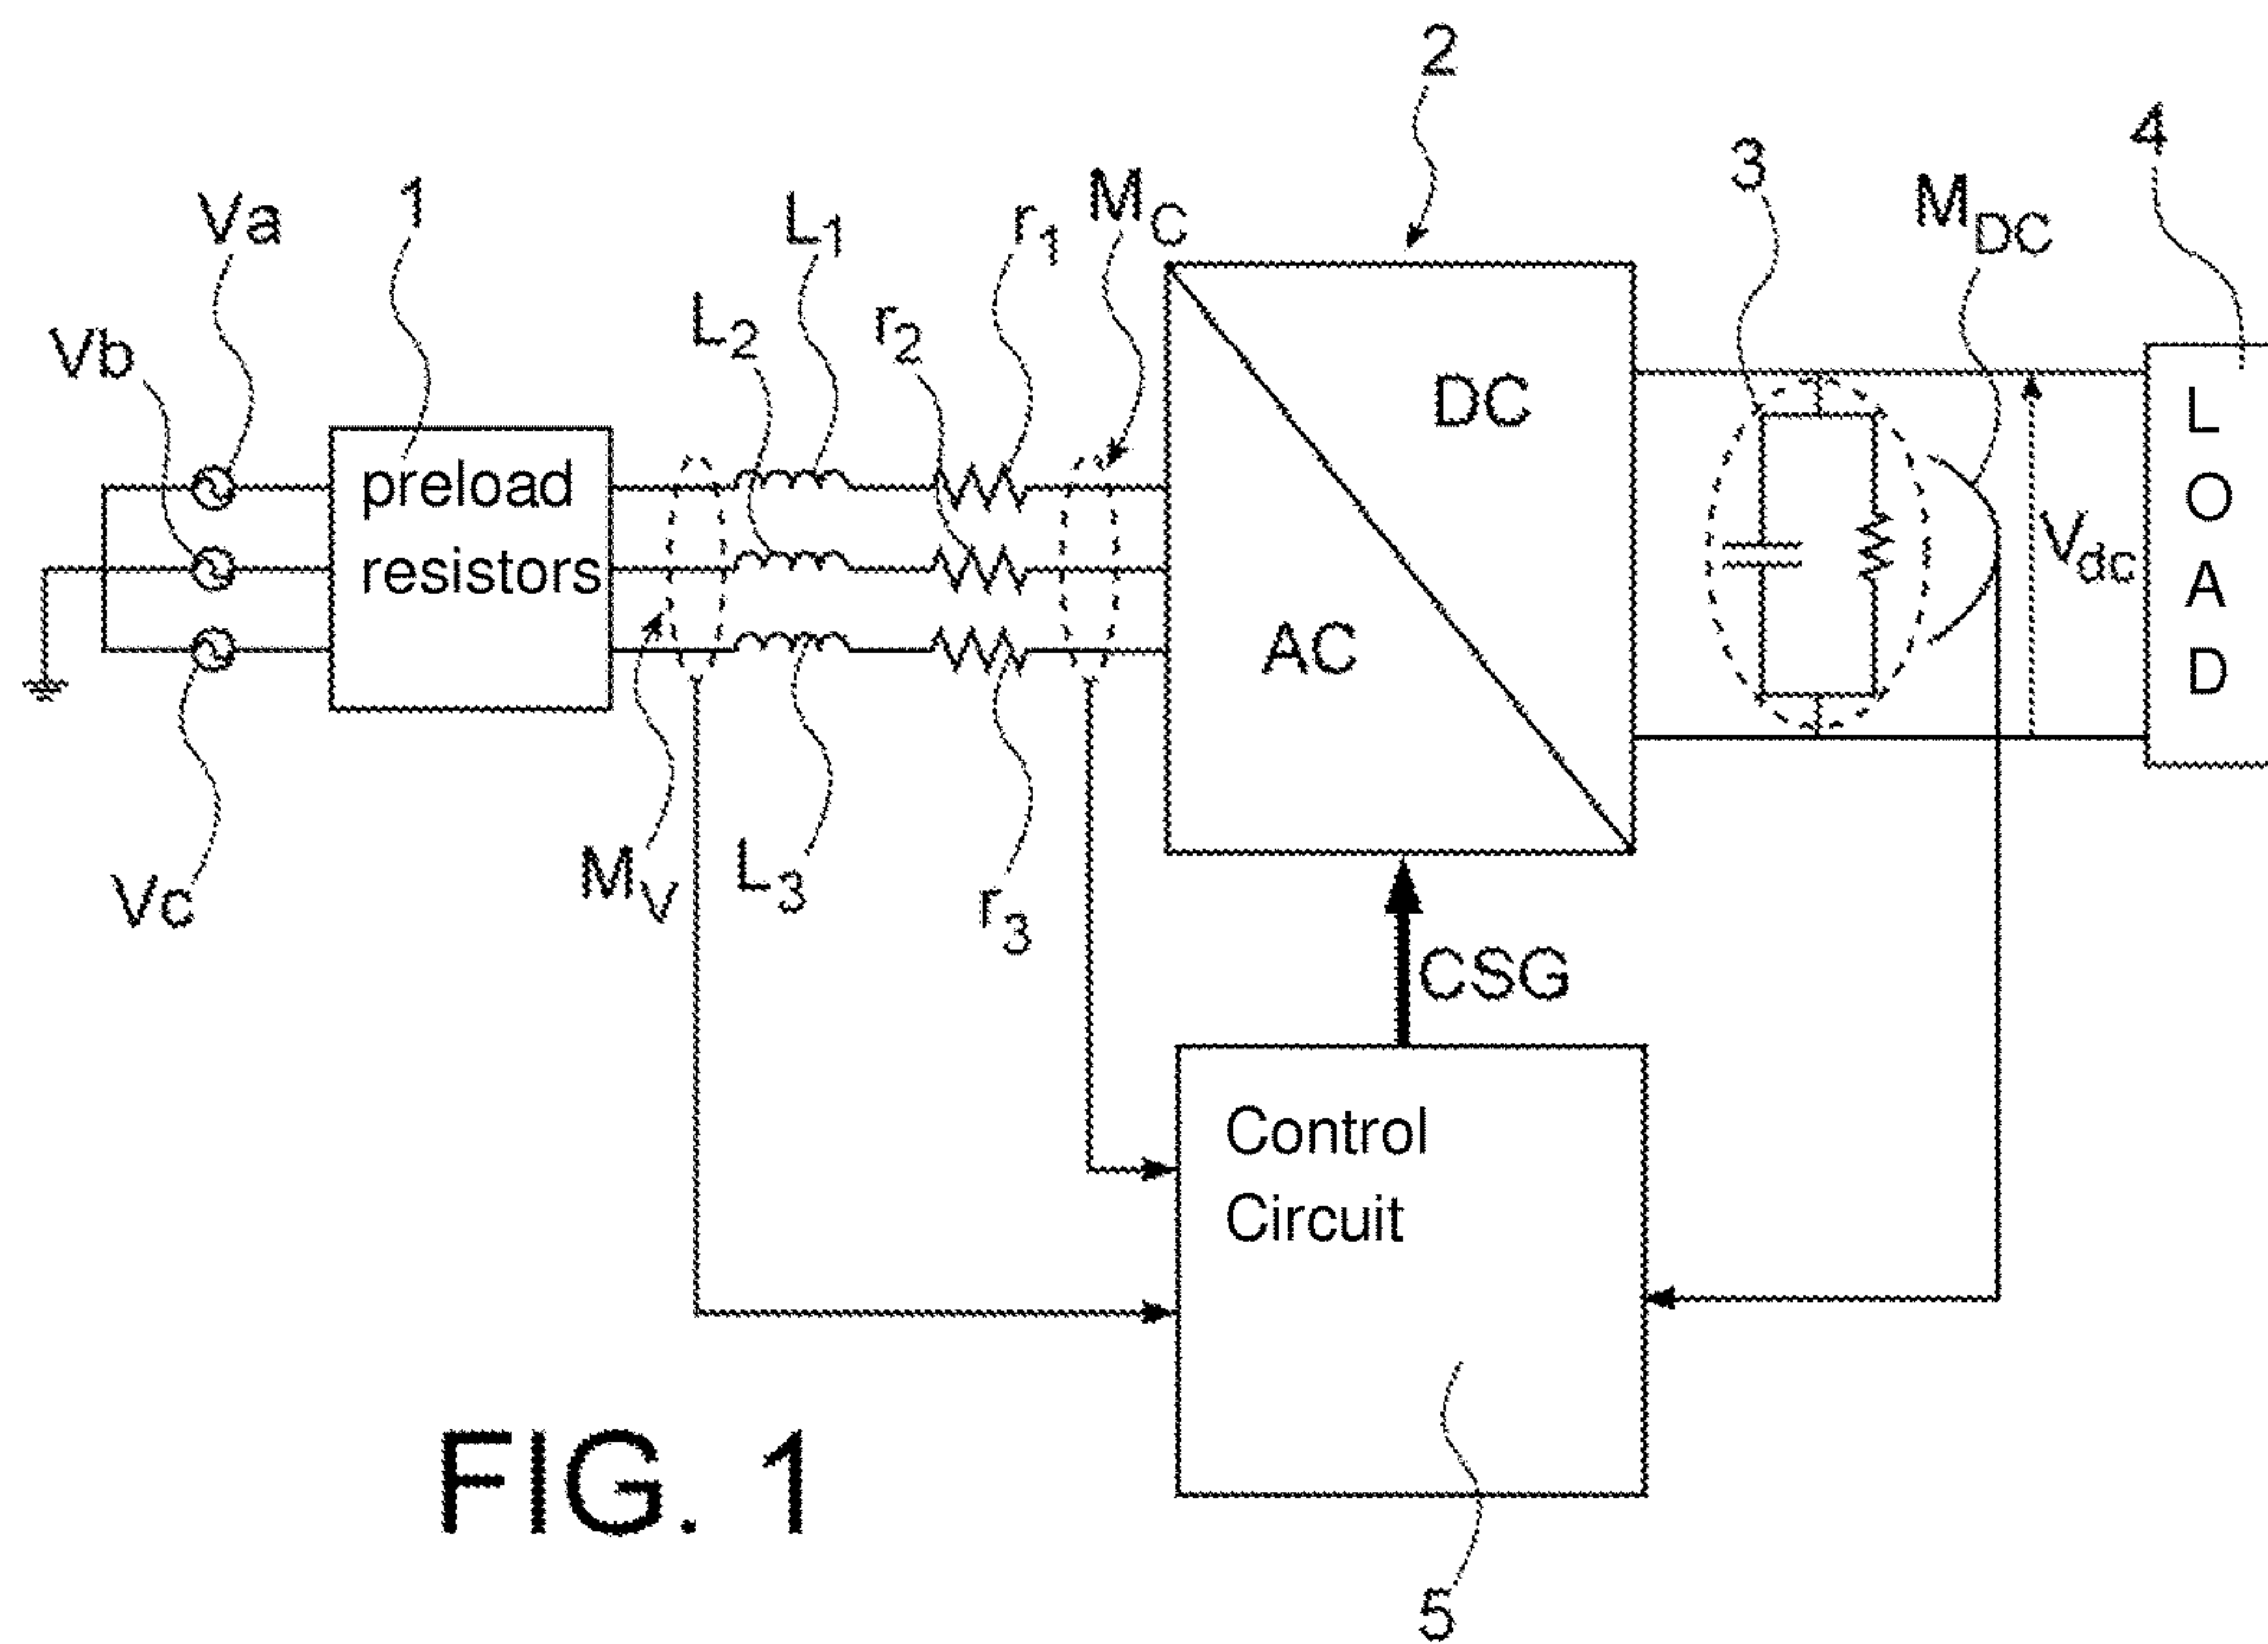 2
4
3
1
Va
L1
r1
MC
MDC
Vb
L2
r2
DC
L
O
A
D
preload
resistors
Vdc
AC
Vc
MV
L3
r3
CSG
Control
Circuit
FIG. 1
5